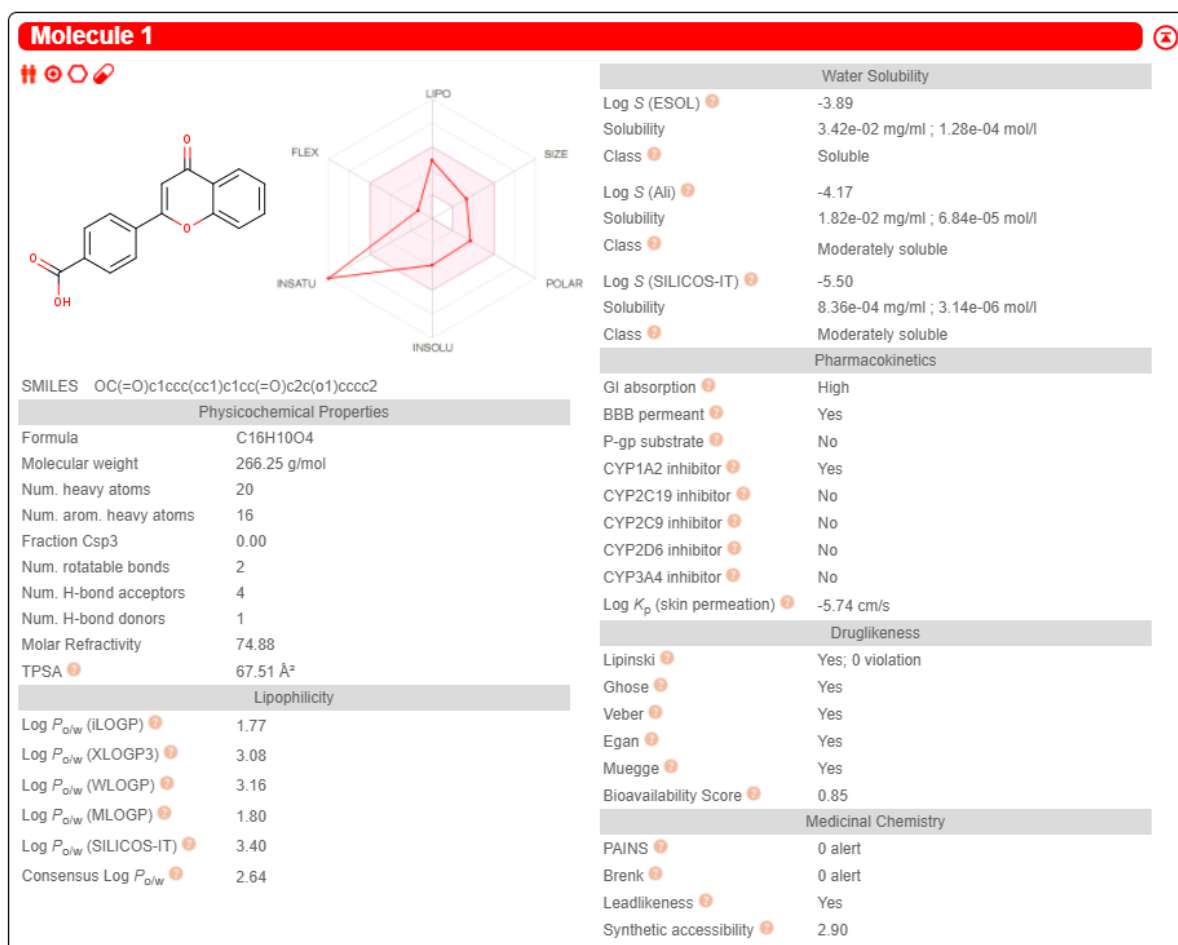 Molecule 1
LIPO
FLEX
SIZE
INSATU
POLAR
INSOLU
O
O
O
OH
SMILES OC(=O)c1ccc(cc1)c1cc(=O)c2c(o1)cccc2
Physicochemical Properties
Formula C16H10O4
Molecular weight 266.25 g/mol
Num. heavy atoms 20
Num. arom. heavy atoms 16
Fraction Csp3 0.00
Num. rotatable bonds 2
Num. H-bond acceptors 4
Num. H-bond donors 1
Molar Refractivity 74.88
TPSA ? 67.51 Å²
Lipophilicity
Log Po/w (iLOGP) ? 1.77
Log Po/w (XLOGP3) ? 3.08
Log Po/w (WLOGP) ? 3.16
Log Po/w (MLOGP) ? 1.80
Log Po/w (SILICOS-IT) ? 3.40
Consensus Log Po/w ? 2.64
Water Solubility
Log S (ESOL) ? -3.89
Solubility 3.42e-02 mg/ml ; 1.28e-04 mol/l
Class ? Soluble
Log S (Ali) ? -4.17
Solubility 1.82e-02 mg/ml ; 6.84e-05 mol/l
Class ? Moderately soluble
Log S (SILICOS-IT) ? -5.50
Solubility 8.36e-04 mg/ml ; 3.14e-06 mol/l
Class ? Moderately soluble
Pharmacokinetics
GI absorption ? High
BBB permeant ? Yes
P-gp substrate ? No
CYP1A2 inhibitor ? Yes
CYP2C19 inhibitor ? No
CYP2C9 inhibitor ? No
CYP2D6 inhibitor ? No
CYP3A4 inhibitor ? No
Log Kp (skin permeation) ? -5.74 cm/s
Druglikeness
Lipinski ? Yes; 0 violation
Ghose ? Yes
Veber ? Yes
Egan ? Yes
Muegge ? Yes
Bioavailability Score ? 0.85
Medicinal Chemistry
PAINS ? 0 alert
Brenk ? 0 alert
Leadlikeness ? Yes
Synthetic accessibility ? 2.90